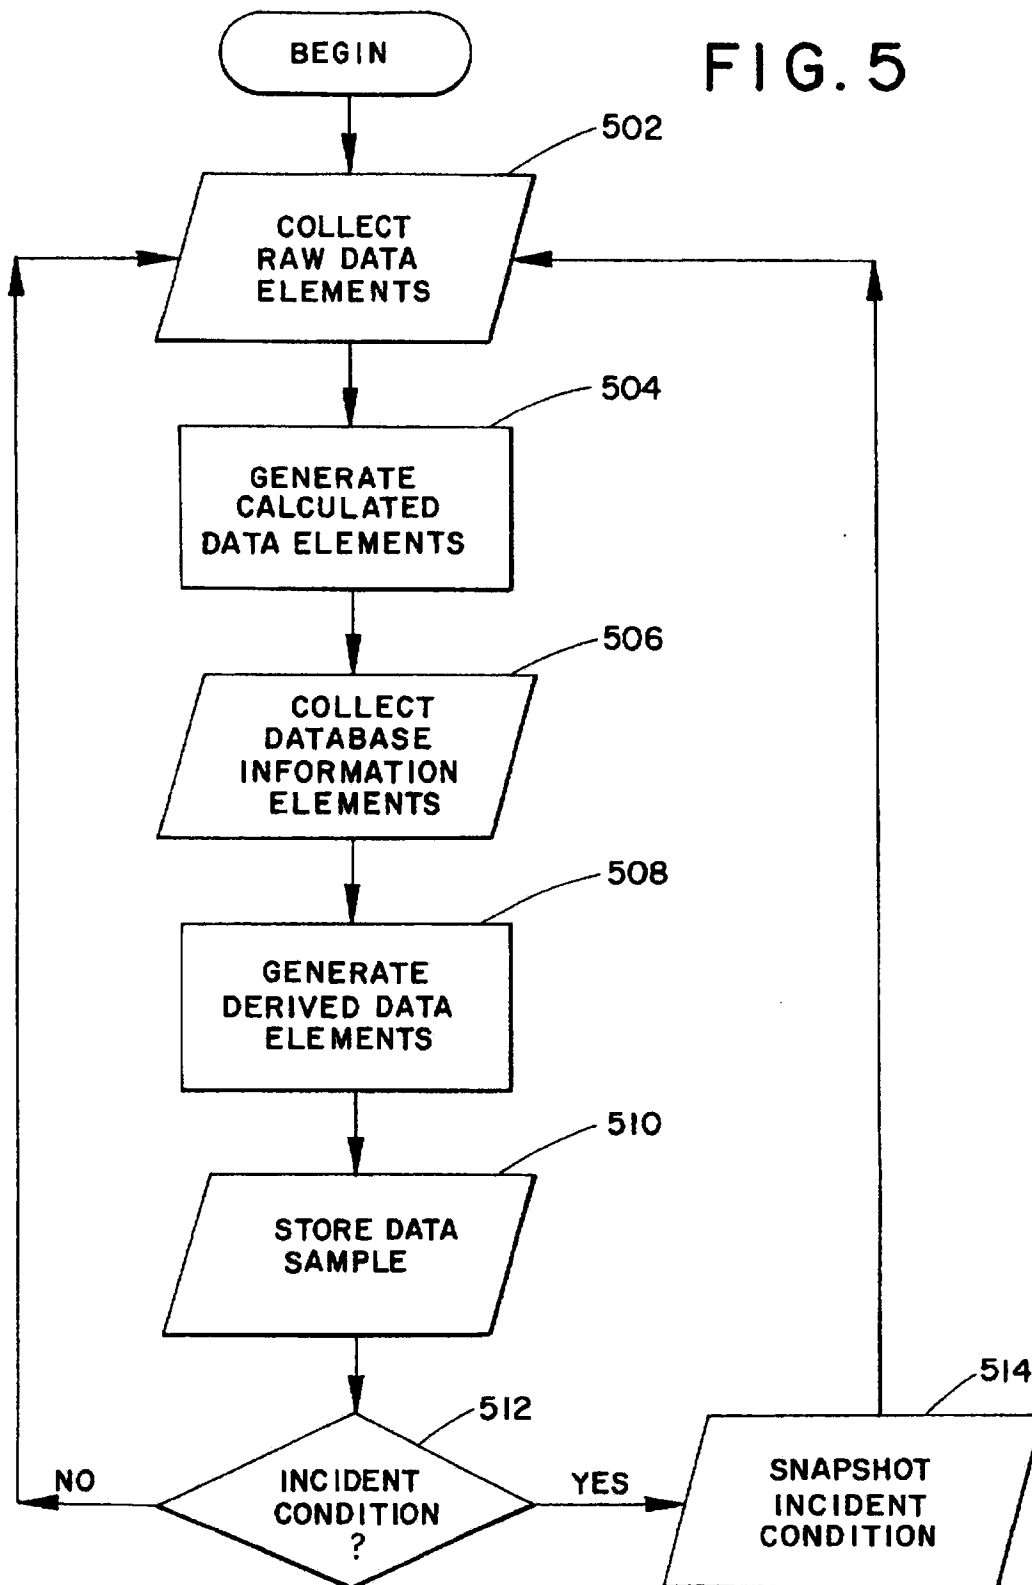 BEGIN
FIG. 5
502
COLLECT
RAW DATA
ELEMENTS
504
GENERATE
CALCULATED
DATA ELEMENTS
506
COLLECT
DATABASE
INFORMATION
ELEMENTS
508
GENERATE
DERIVED DATA
ELEMENTS
510
STORE DATA
SAMPLE
512
INCIDENT
CONDITION
?
NO
YES
514
SNAPSHOT
INCIDENT
CONDITION